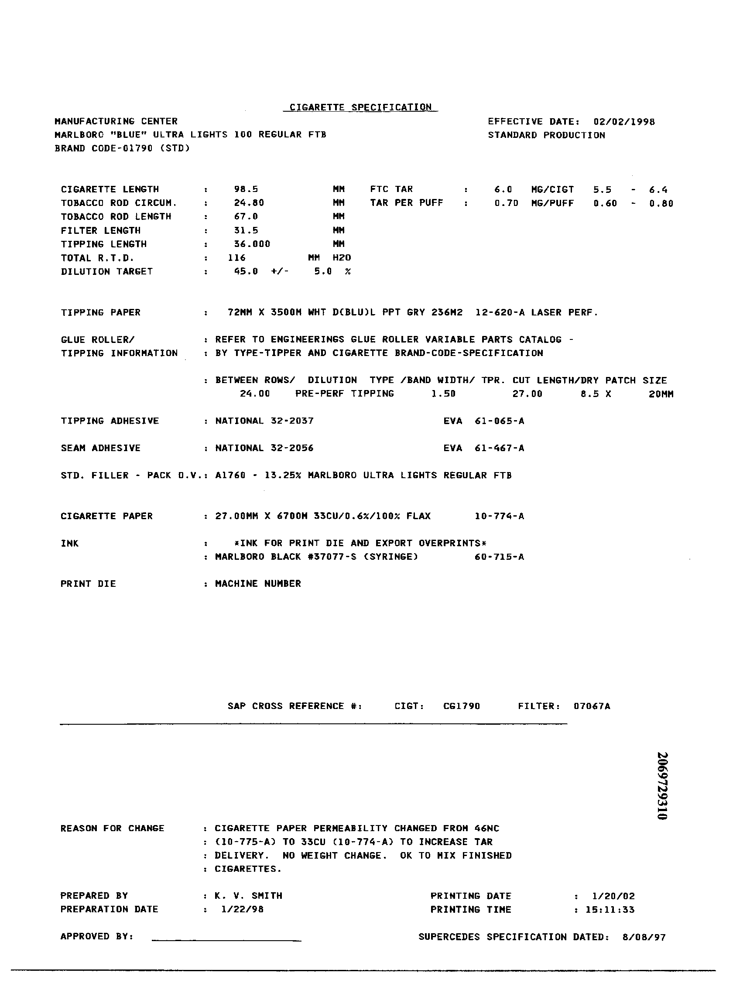 CIGARETTE SPECIFICATION
MANUFACTURING CENTER EFFECTIVE DATE: 02/02/1998
MARLBORO "BLUE" ULTRA LIGHTS 100 REGULAR FTB STANDARD PRODUCTION
BRAND CODE-01790 (STD)
CIGARETTE LENGTH : 98.5 MM FTC TAR : 6.0 MG/CIGT 5.5 - 6.4
TOBACCO ROD CIRCUM. : 24.80 MM TAR PER PUFF : 0.70 MG/PUFF 0.60 - 0.80
TOBACCO ROD LENGTH : 67.0 MM
FILTER LENGTH : 31.5 MM
TIPPING LENGTH : 36.000 MM
TOTAL R.T.D. : 116 MM H2O
DILUTION TARGET : 45.0 +/- 5.0 %
TIPPING PAPER : 72MM X 3500M WHT D(BLU)L PPT GRY 236M2 12-620-A LASER PERF.
GLUE ROLLER/ : REFER TO ENGINEERINGS GLUE ROLLER VARIABLE PARTS CATALOG -
TIPPING INFORMATION : BY TYPE-TIPPER AND CIGARETTE BRAND-CODE-SPECIFICATION
: BETWEEN ROWS/ DILUTION TYPE /BAND WIDTH/ TPR. CUT LENGTH/DRY PATCH SIZE
24.00 PRE-PERF TIPPING 1.50 27.00 8.5 X 20MM
TIPPING ADHESIVE : NATIONAL 32-2037 EVA 61-065-A
SEAM ADHESIVE : NATIONAL 32-2056 EVA 61-467-A
STD. FILLER - PACK O.V.: A1760 - 13.25% MARLBORO ULTRA LIGHTS REGULAR FTB
CIGARETTE PAPER : 27.00MM X 6700M 33CU/0.6%/100% FLAX 10-774-A
INK : *INK FOR PRINT DIE AND EXPORT OVERPRINTS*
: MARLBORO BLACK #37077-S (SYRINGE) 60-715-A
PRINT DIE : MACHINE NUMBER
SAP CROSS REFERENCE #: CIGT: CG1790 FILTER: 07067A
2069729310
REASON FOR CHANGE : CIGARETTE PAPER PERMEABILITY CHANGED FROM 46NC
: (10-775-A) TO 33CU (10-774-A) TO INCREASE TAR
: DELIVERY. NO WEIGHT CHANGE. OK TO MIX FINISHED
: CIGARETTES.
PREPARED BY : K. V. SMITH PRINTING DATE : 1/20/02
PREPARATION DATE : 1/22/98 PRINTING TIME : 15:11:33
APPROVED BY: SUPERCEDES SPECIFICATION DATED: 8/08/97